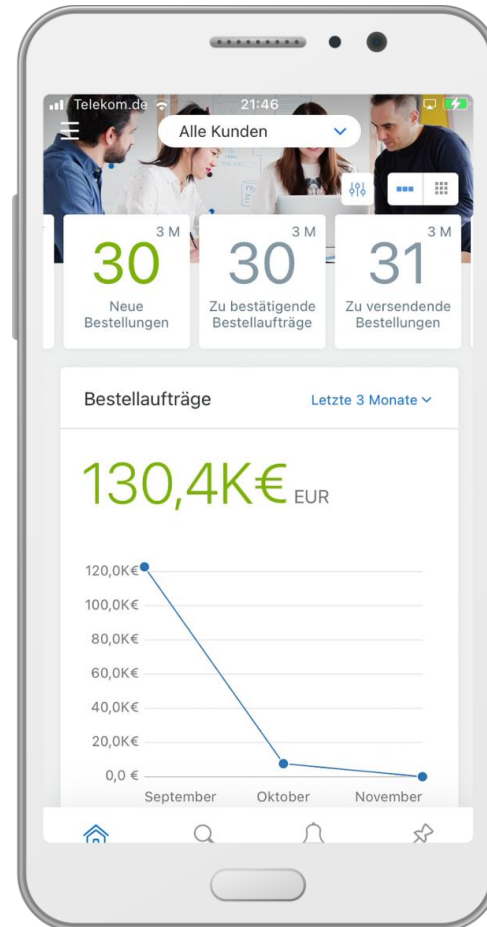 Telekom.de 21:46
Alle Kunden
3 M
30
Neue
Bestellungen
3 M
30
Zu bestätigende
Bestellaufträge
3 M
31
Zu versendende
Bestellungen
Bestellaufträge
Letzte 3 Monate
130,4K€ EUR
120,0K€
100,0K€
80,0K€
60,0K€
40,0K€
20,0K€
0,0 €
September Oktober November